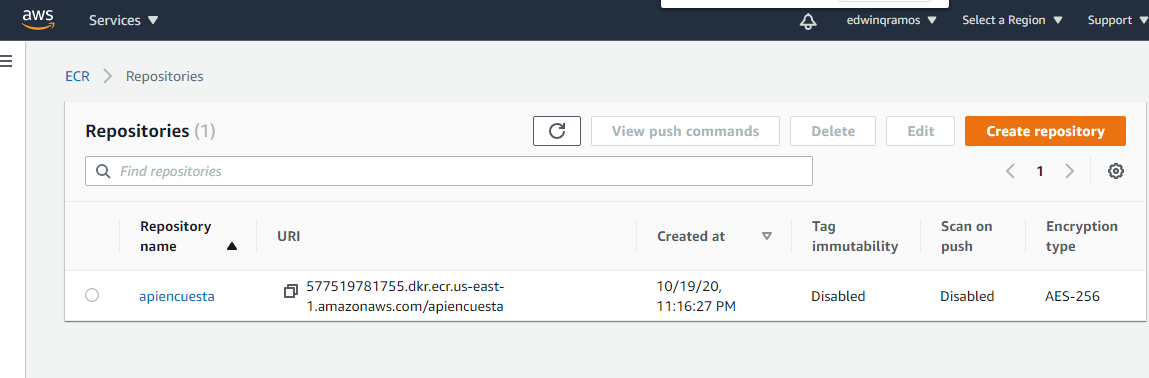 aws
Services
edwinqramos
Select a Region
Support
ECR
Repositories
Repositories (1)
View push commands
Delete
Edit
Create repository
Find repositories
1
Repository name
URI
Created at
Tag immutability
Scan on push
Encryption type
apiencuesta
577519781755.dkr.ecr.us-east-
1.amazonaws.com/apiencuesta
10/19/20,
11:16:27 PM
Disabled
Disabled
AES-256